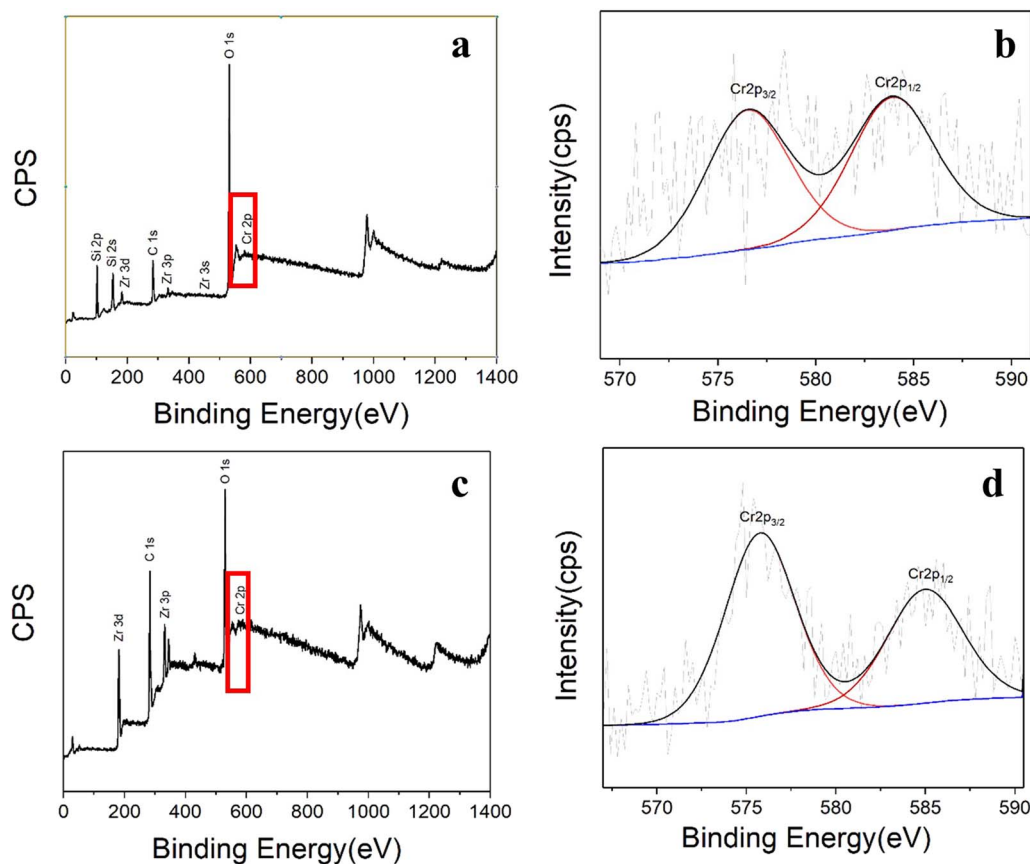 a
CPS
Si 2p
Si 2s
Zr 3d
C 1s
Zr 3p
Zr 3s
O 1s
Cr 2p
0 200 400 600 800 1000 1200 1400
Binding Energy(eV)
b
Intensity(cps)
Cr2p3/2
Cr2p1/2
570 575 580 585 590
Binding Energy(eV)
c
CPS
Zr 3d
C 1s
Zr 3p
O 1s
Cr 2p
0 200 400 600 800 1000 1200 1400
Binding Energy(eV)
d
Intensity(cps)
Cr2p3/2
Cr2p1/2
570 575 580 585 590
Binding Energy(eV)